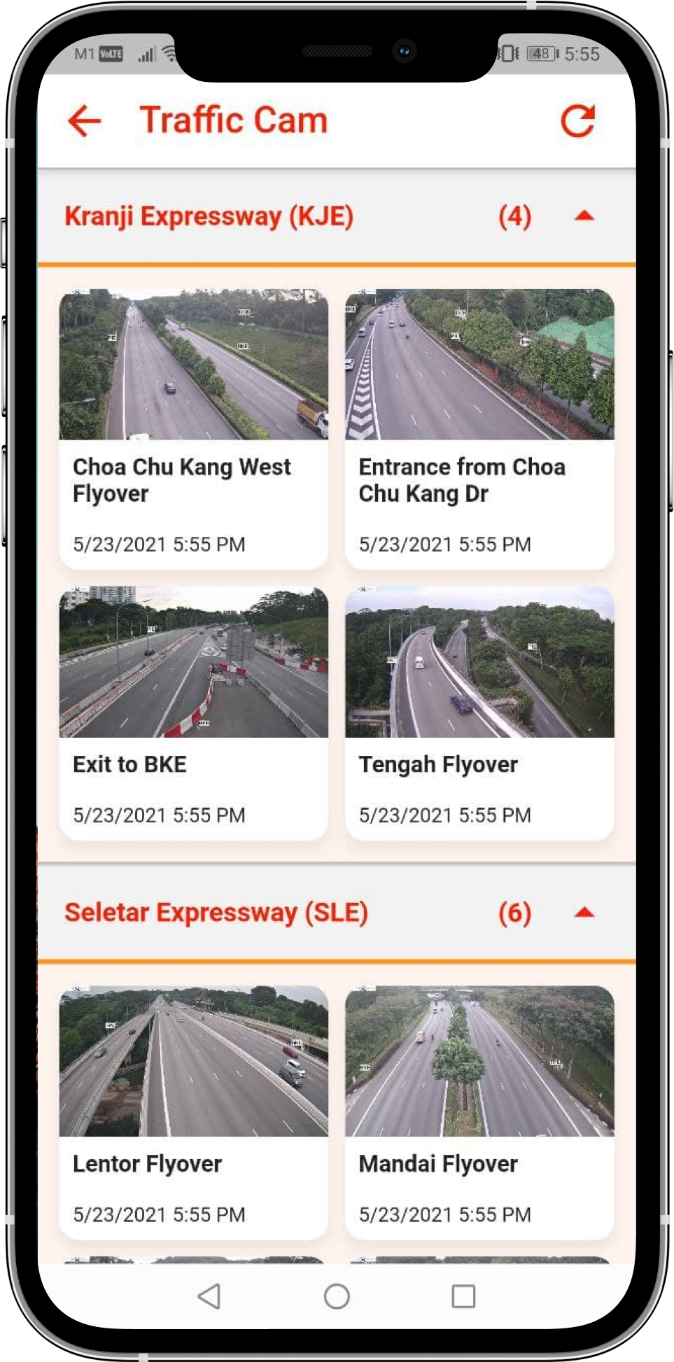 M1 VoLTE 48 5:55
Traffic Cam
Kranji Expressway (KJE) (4)
Choa Chu Kang West
Flyover
5/23/2021 5:55 PM
Entrance from Choa
Chu Kang Dr
5/23/2021 5:55 PM
Exit to BKE
5/23/2021 5:55 PM
Tengah Flyover
5/23/2021 5:55 PM
Seletar Expressway (SLE) (6)
Lentor Flyover
5/23/2021 5:55 PM
Mandai Flyover
5/23/2021 5:55 PM